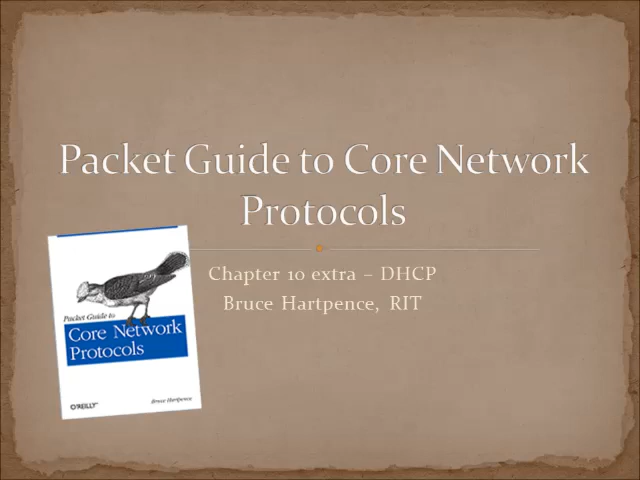 Packet Guide to Core Network
Protocols
Chapter 10 extra – DHCP
Bruce Hartpence, RIT
Packet Guide to
Core Network
Protocols
O'REILLY
Bruce Hartpence